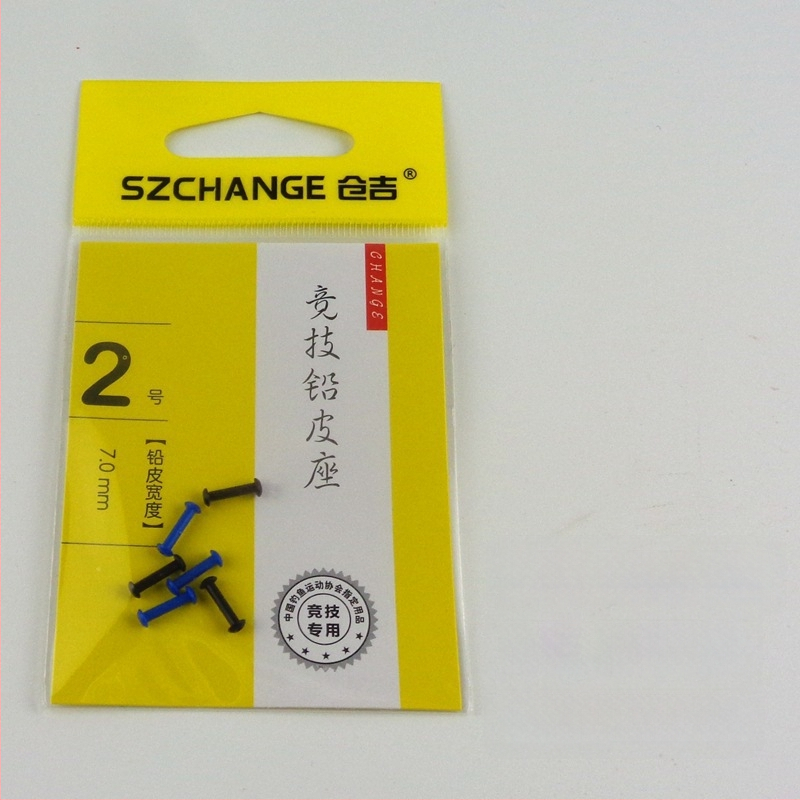 SZCHANGE 仓吉®
CHANGE
竞技铅皮座
2号
【铅皮宽度】
7.0mm
中国钓鱼运动协会指定用品
竞技
专用